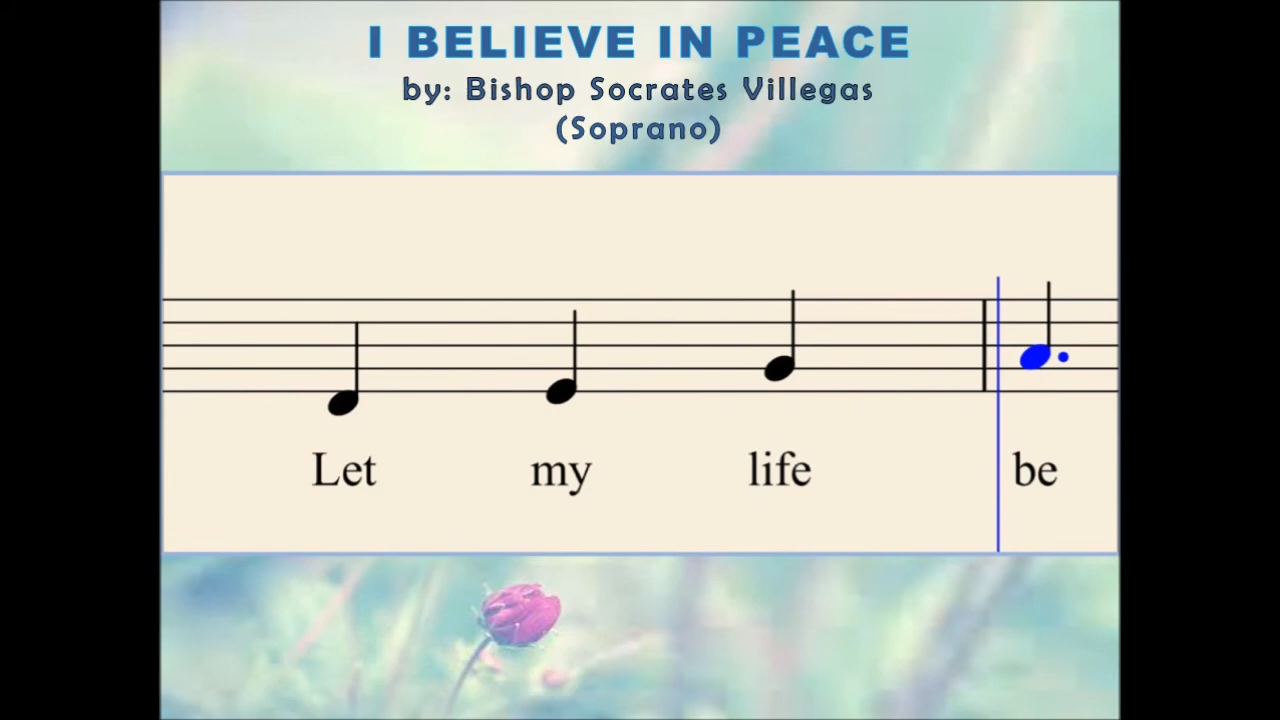 I BELIEVE IN PEACE
by: Bishop Socrates Villegas
(Soprano)
Let my life be